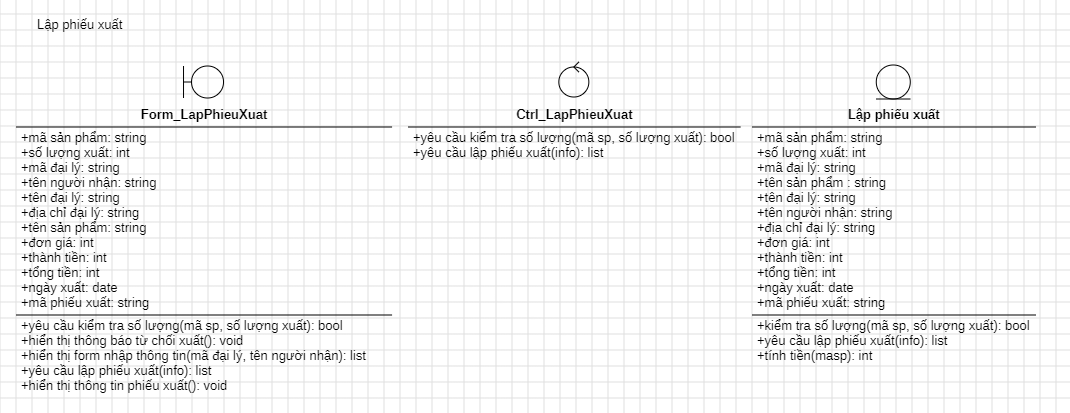 Lập phiếu xuất
Form_LapPhieuXuat
+mã sản phẩm: string
+số lượng xuất: int
+mã đại lý: string
+tên người nhận: string
+tên đại lý: string
+địa chỉ đại lý: string
+tên sản phẩm: string
+đơn giá: int
+thành tiền: int
+tổng tiền: int
+ngày xuất: date
+mã phiếu xuất: string
+yêu cầu kiểm tra số lượng(mã sp, số lượng xuất): bool
+hiển thị thông báo từ chối xuất(): void
+hiển thị form nhập thông tin(mã đại lý, tên người nhận): list
+yêu cầu lập phiếu xuất(info): list
+hiển thị thông tin phiếu xuất(): void
Ctrl_LapPhieuXuat
+yêu cầu kiểm tra số lượng(mã sp, số lượng xuất): bool
+yêu cầu lập phiếu xuất(info): list
Lập phiếu xuất
+mã sản phẩm: string
+số lượng xuất: int
+mã đại lý: string
+tên sản phẩm : string
+tên đại lý: string
+tên người nhận: string
+địa chỉ đại lý: string
+đơn giá: int
+thành tiền: int
+tổng tiền: int
+ngày xuất: date
+mã phiếu xuất: string
+kiểm tra số lượng(mã sp, số lượng xuất): bool
+yêu cầu lập phiếu xuất(info): list
+tính tiền(masp): int